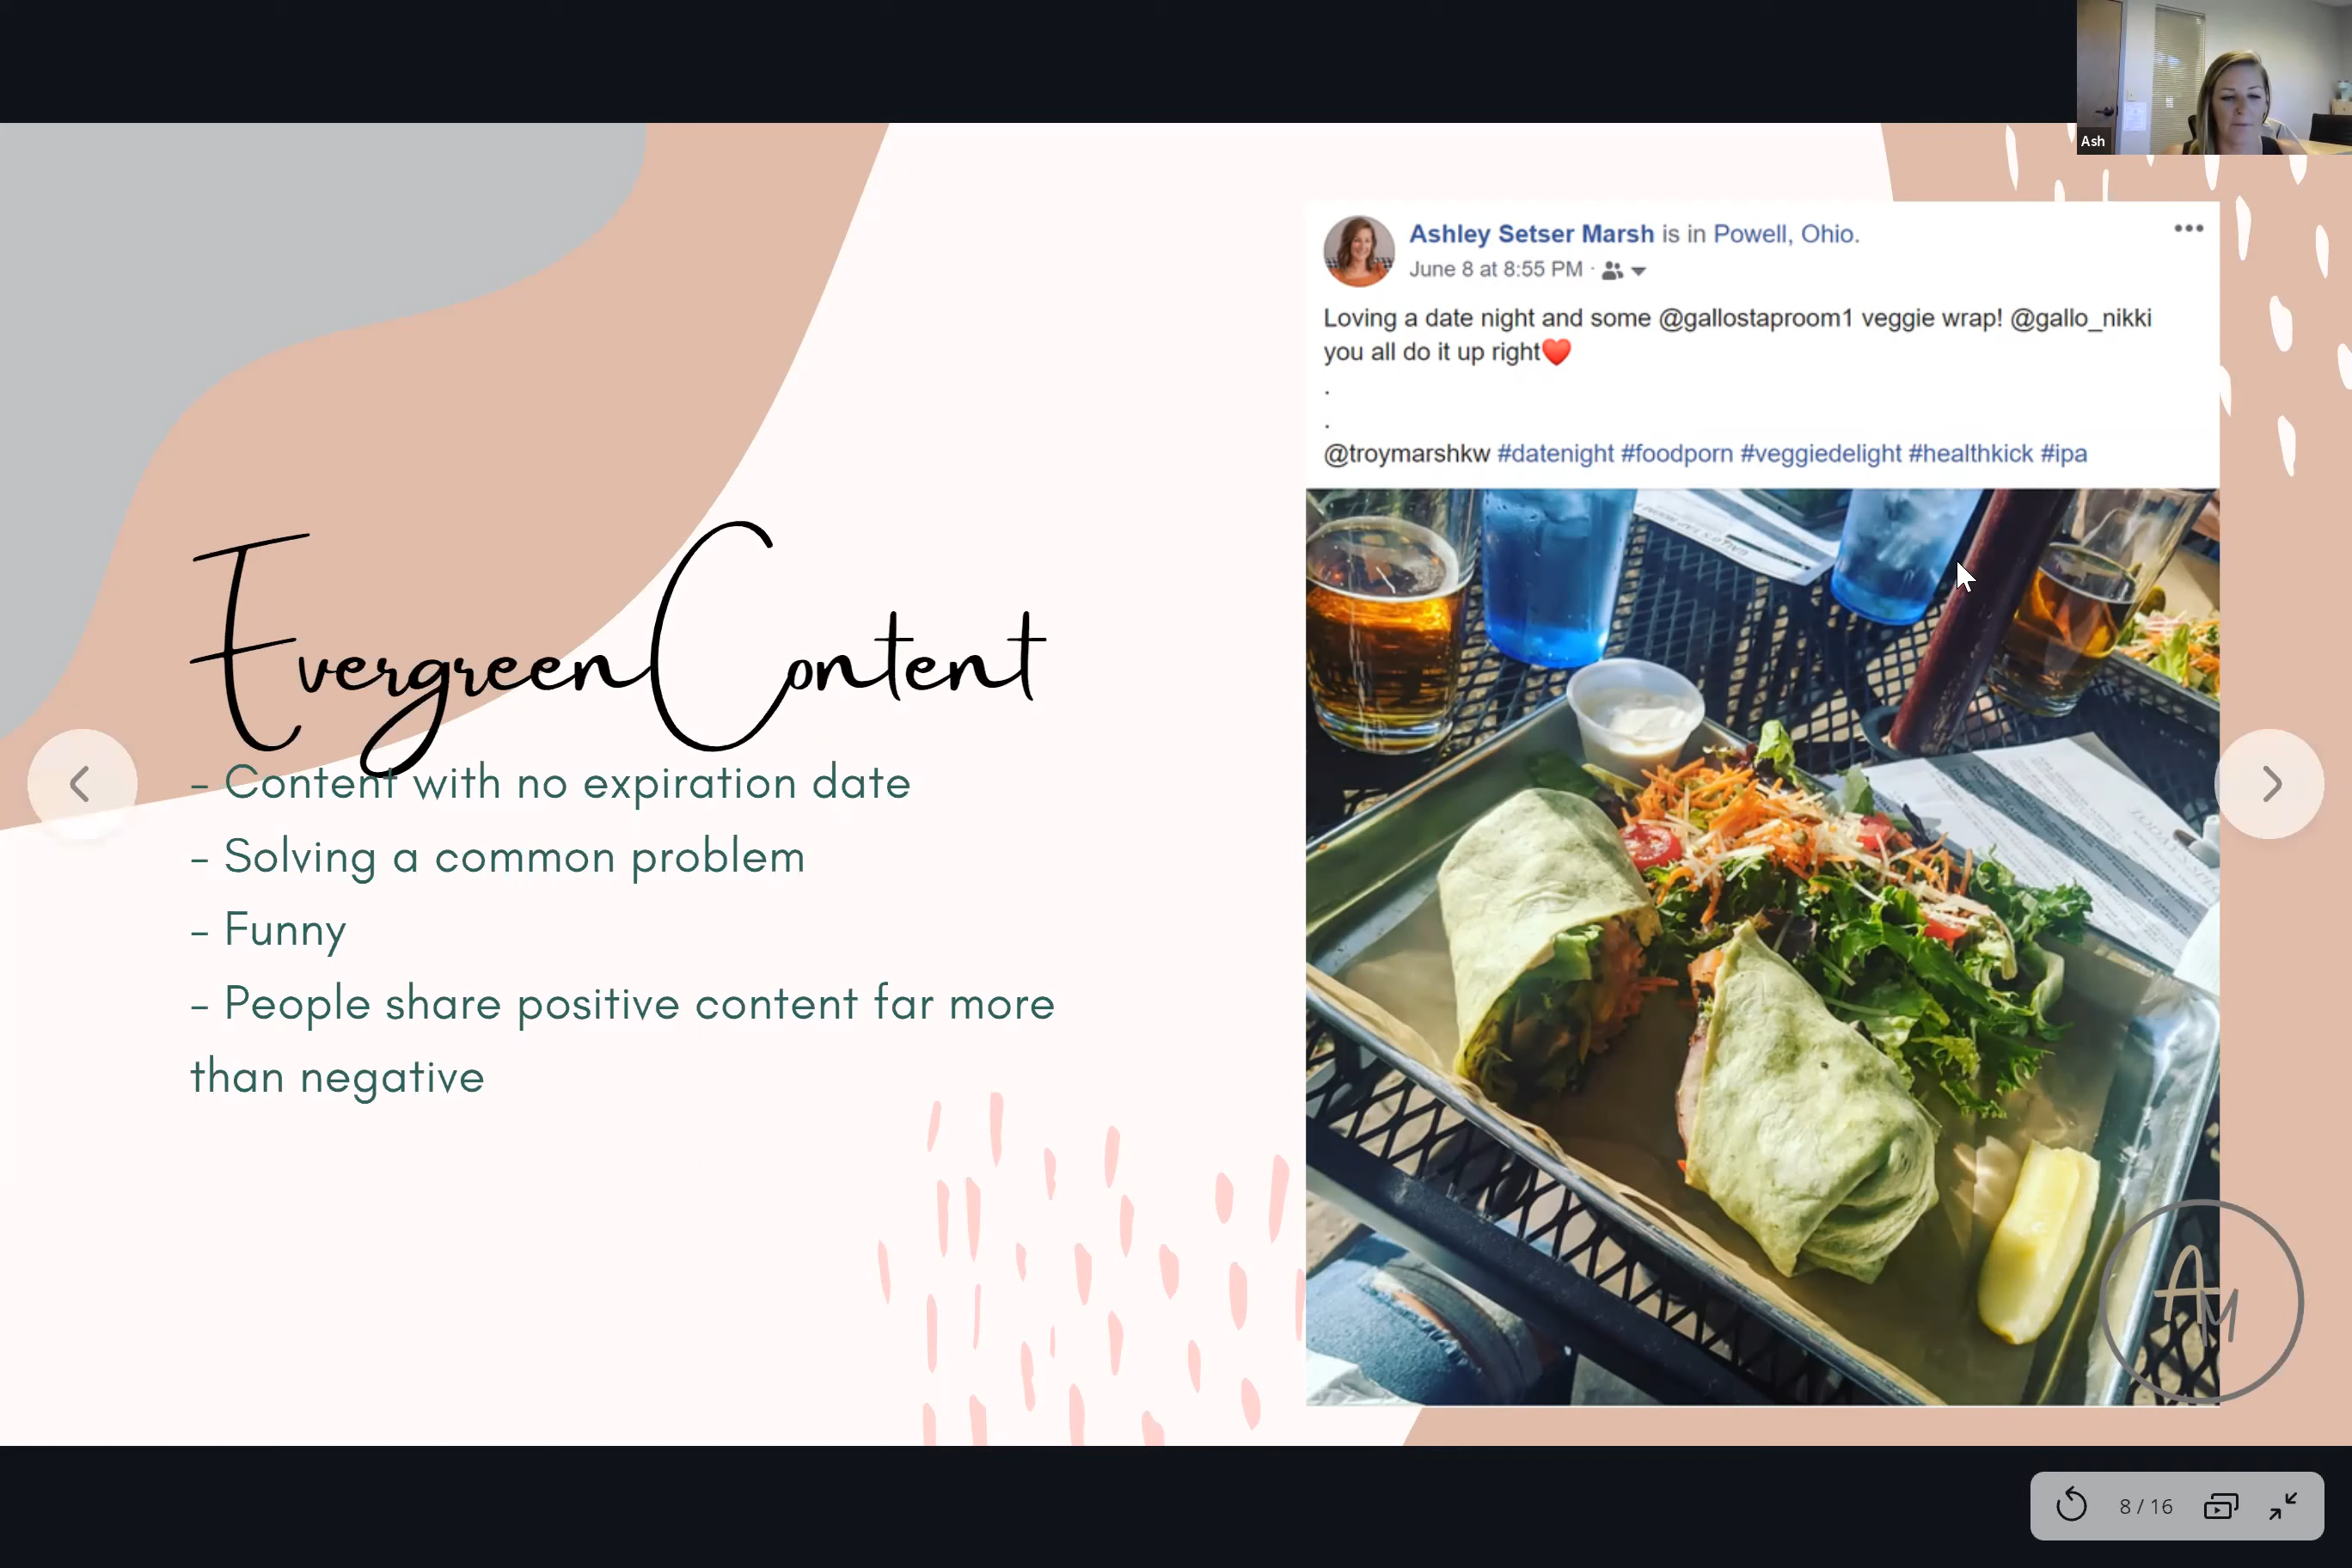 Ash
Ashley Setser Marsh is in Powell, Ohio.
June 8 at 8:55 PM ·
Loving a date night and some @gallostaproom1 veggie wrap! @gallo_nikki
you all do it up right❤️
.
.
@troymarshkw #datenight #foodporn #veggiedelight #healthkick #ipa
Evergreen Content
- Content with no expiration date
- Solving a common problem
- Funny
- People share positive content far more
than negative
AM
8 / 16